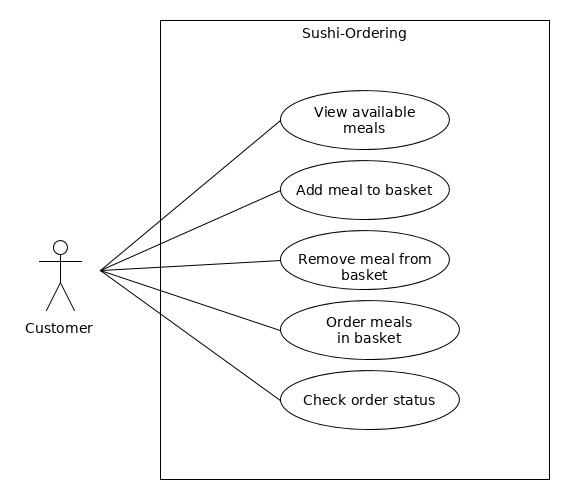 Sushi-Ordering
View available
meals
Add meal to basket
Remove meal from
basket
Order meals
in basket
Check order status
Customer